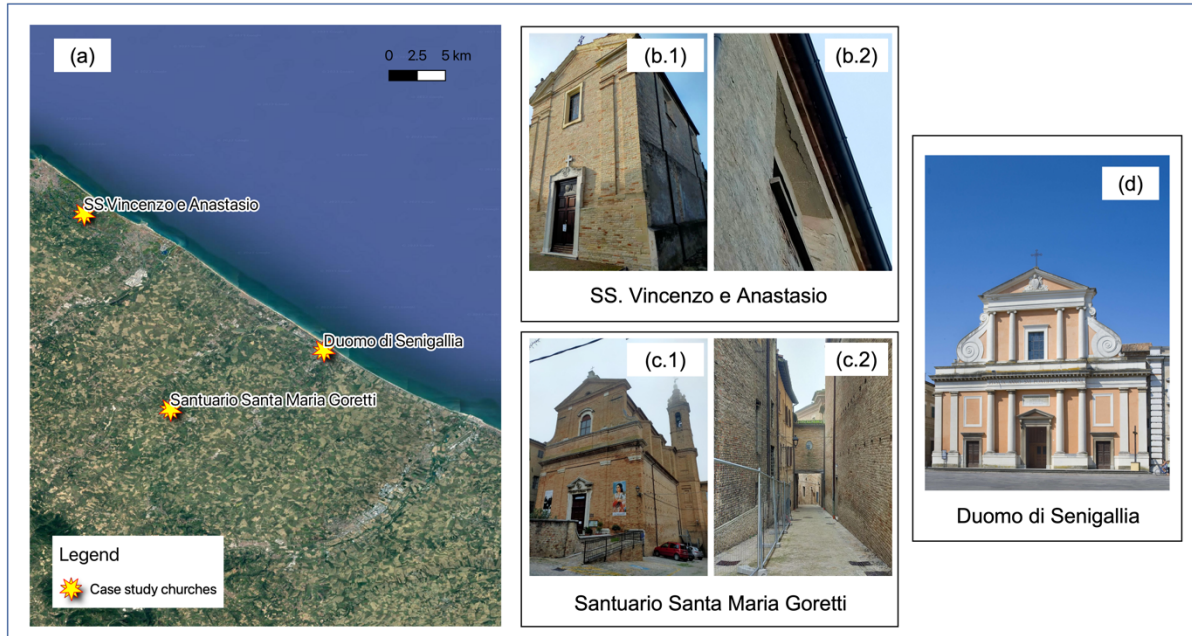 (a)
0 2.5 5 km
SS.Vincenzo e Anastasio
Duomo di Senigallia
Santuario Santa Maria Goretti
Legend
Case study churches
(b.1)
(b.2)
SS. Vincenzo e Anastasio
(c.1)
(c.2)
Santuario Santa Maria Goretti
(d)
Duomo di Senigallia